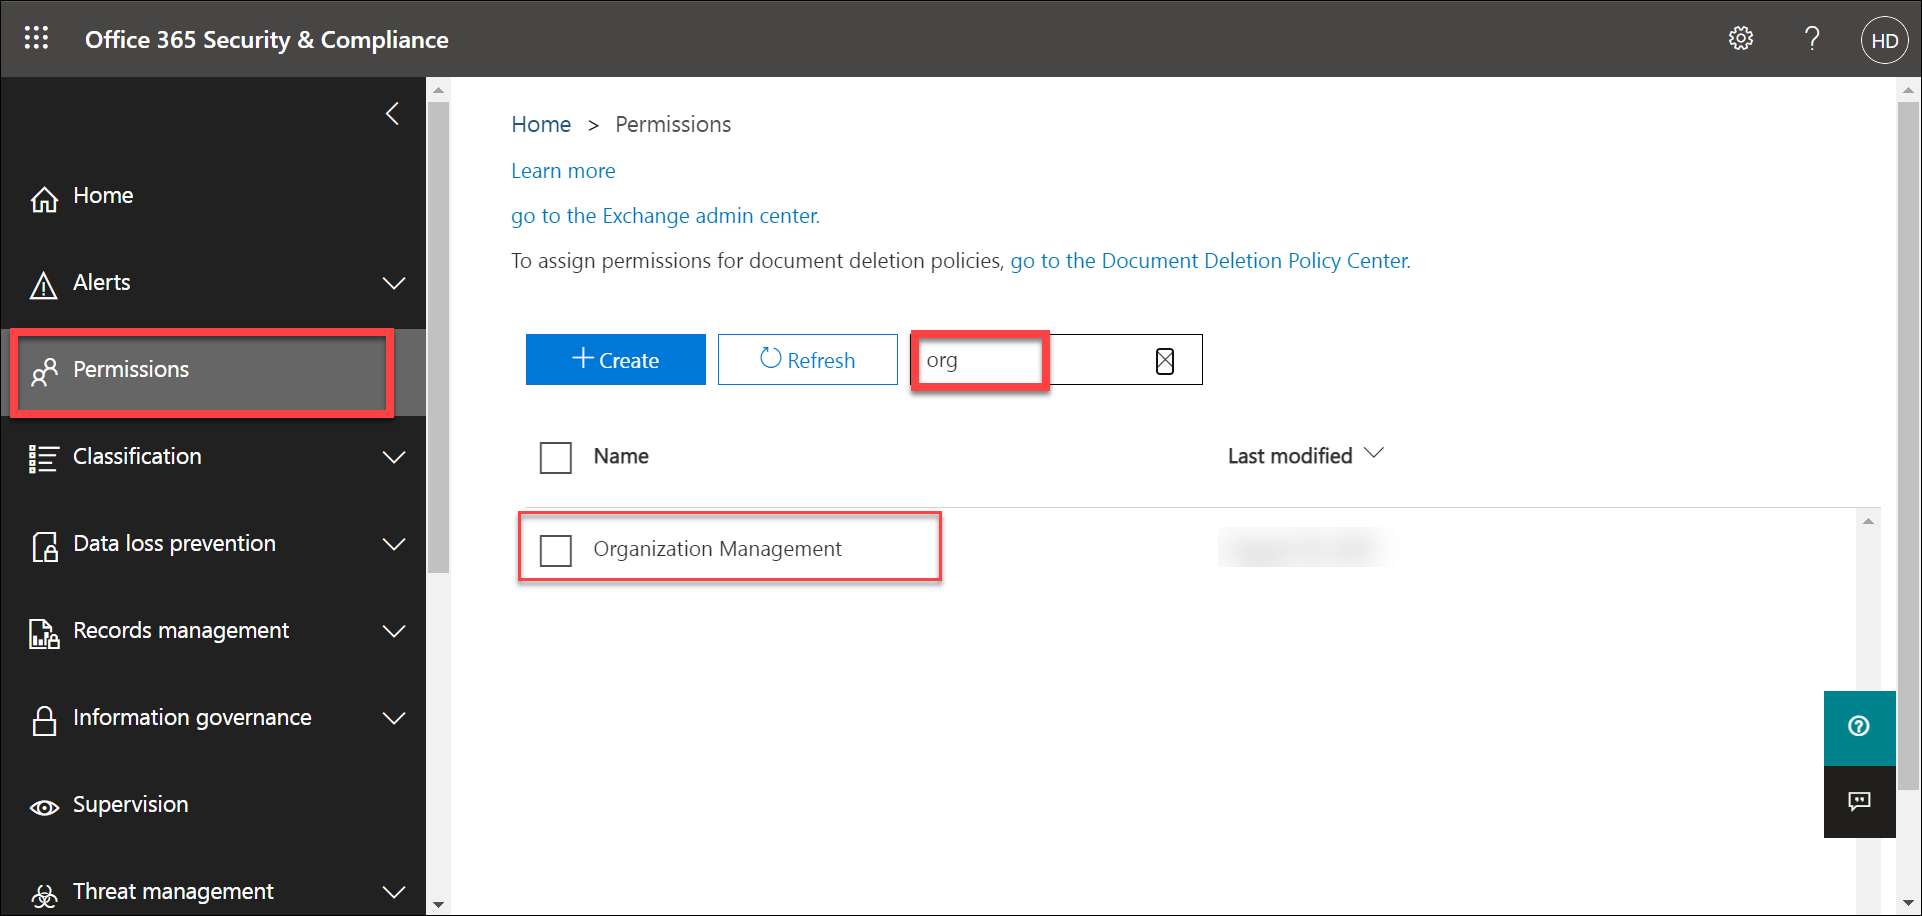 Office 365 Security & Compliance
HD
Home
Alerts
Permissions
Classification
Data loss prevention
Records management
Information governance
Supervision
Threat management
Home > Permissions
Learn more
go to the Exchange admin center.
To assign permissions for document deletion policies, go to the Document Deletion Policy Center.
Create
Refresh
org
Name
Last modified
Organization Management